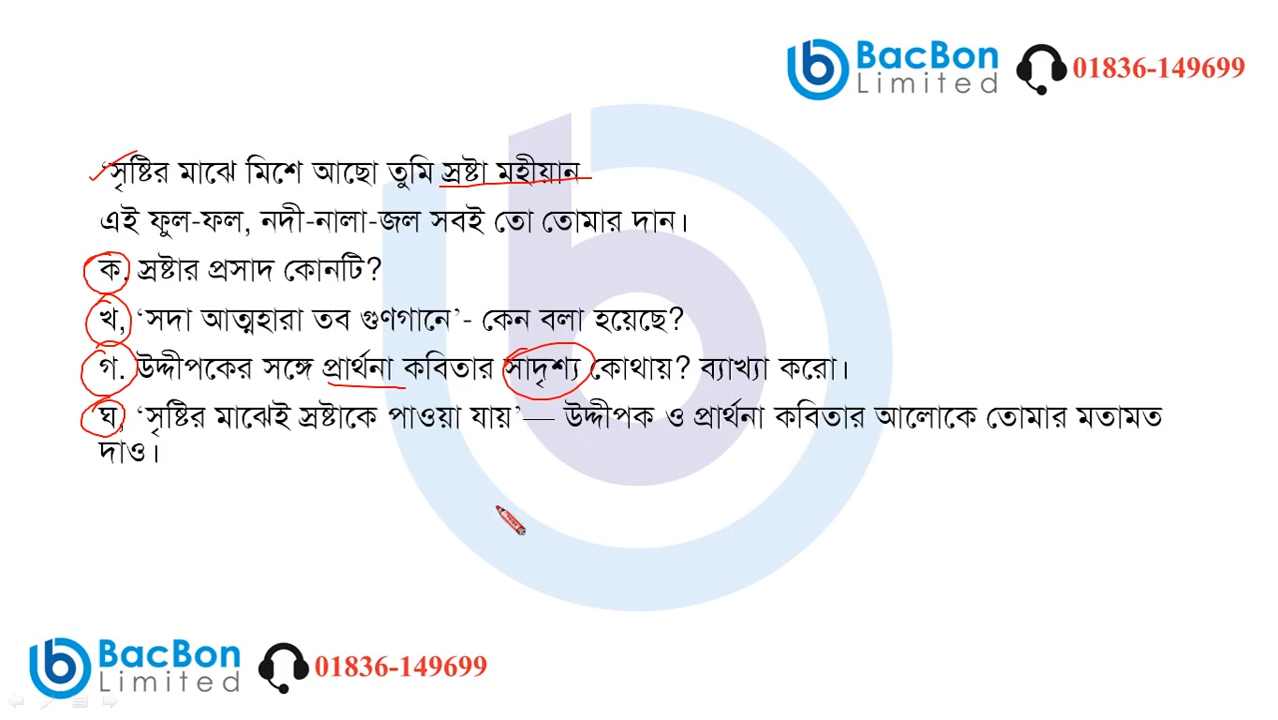 BacBon
Limited
01836-149699
‘সৃষ্টির মাঝে মিশে আছো তুমি স্রষ্টা মহীয়ান
এই ফুল-ফল, নদী-নালা-জল সবই তো তোমার দান।
ক. স্রষ্টার প্রসাদ কোনটি?
খ, ‘সদা আত্মহারা তব গুণগানে’- কেন বলা হয়েছে?
গ. উদ্দীপকের সঙ্গে প্রার্থনা কবিতার সাদৃশ্য কোথায়? ব্যাখ্যা করো।
ঘ, ‘সৃষ্টির মাঝেই স্রষ্টাকে পাওয়া যায়’— উদ্দীপক ও প্রার্থনা কবিতার আলোকে তোমার মতামত
দাও।
BacBon
Limited
01836-149699